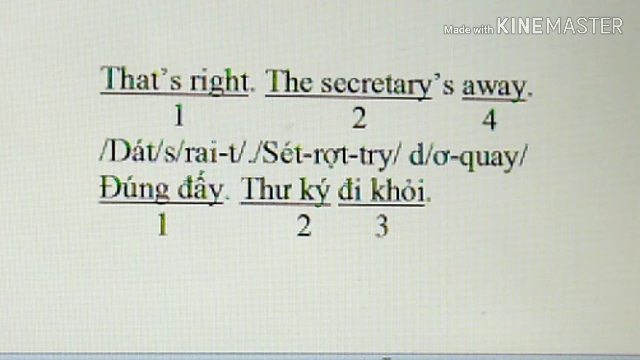 Made with KINEMASTER
That's right. The secretary's away.
1 2 4
/Dát/s/rai-t/./Sét-rợt-try/ d/ơ-quay/
Đúng đấy. Thư ký đi khỏi.
1 2 3